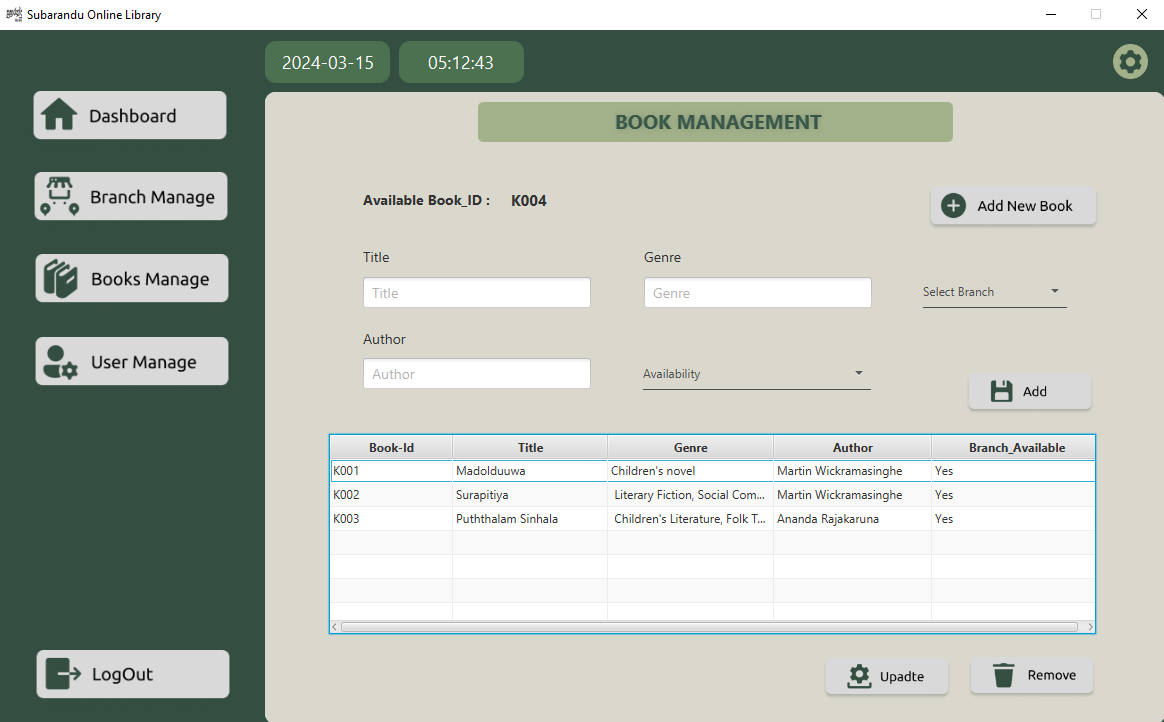 Subarandu Online Library
2024-03-15 05:12:43
Dashboard
Branch Manage
Books Manage
User Manage
LogOut
BOOK MANAGEMENT
Available Book_ID : K004
Add New Book
Title Genre
Title Genre Select Branch
Author
Author Availability
Add
Book-Id Title Genre Author Branch_Available
K001 Madolduuwa Children's novel Martin Wickramasinghe Yes
K002 Surapitiya Literary Fiction, Social Com... Martin Wickramasinghe Yes
K003 Puththalam Sinhala Children's Literature, Folk T... Ananda Rajakaruna Yes
Upadte Remove